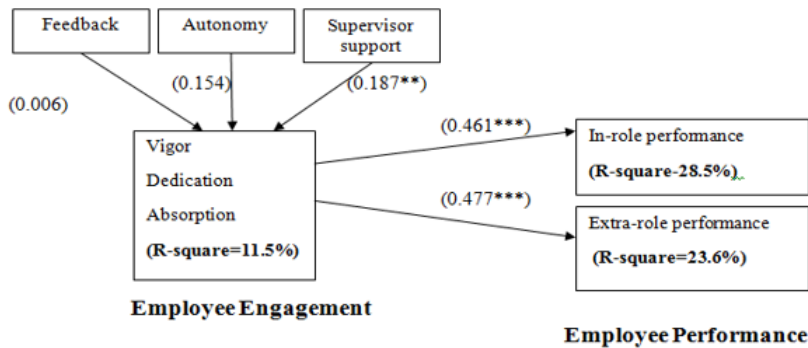 Feedback
Autonomy
Supervisor
support
(0.006)
(0.154)
(0.187**)
Vigor
Dedication
Absorption
(R-square=11.5%)
Employee Engagement
(0.461***)
(0.477***)
In-role performance
(R-square-28.5%)
Extra-role performance
(R-square=23.6%)
Employee Performance